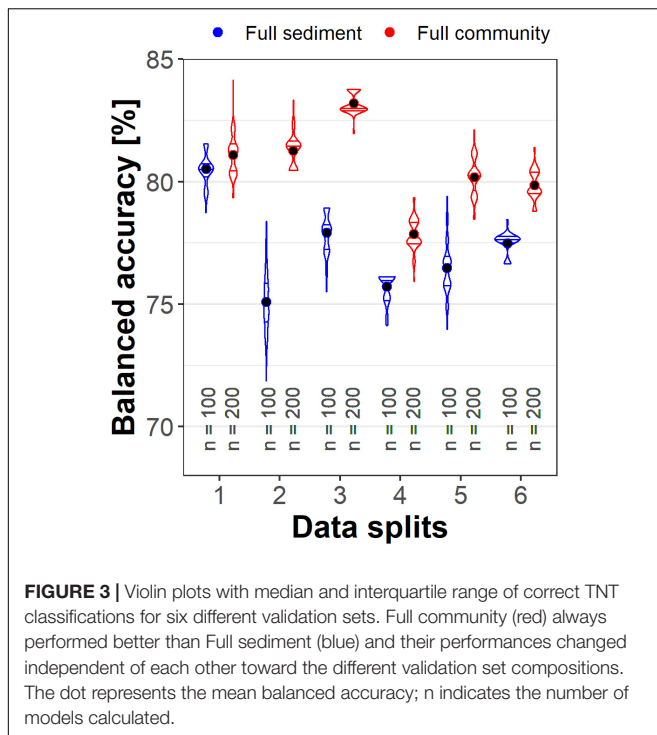 Full sediment Full community
Balanced accuracy [%]
85
80
75
70
n = 100
n = 200
n = 100
n = 200
n = 100
n = 200
n = 100
n = 200
n = 100
n = 200
n = 100
n = 200
1 2 3 4 5 6
Data splits
FIGURE 3 | Violin plots with median and interquartile range of correct TNT
classifications for six different validation sets. Full community (red) always
performed better than Full sediment (blue) and their performances changed
independent of each other toward the different validation set compositions.
The dot represents the mean balanced accuracy; n indicates the number of
models calculated.